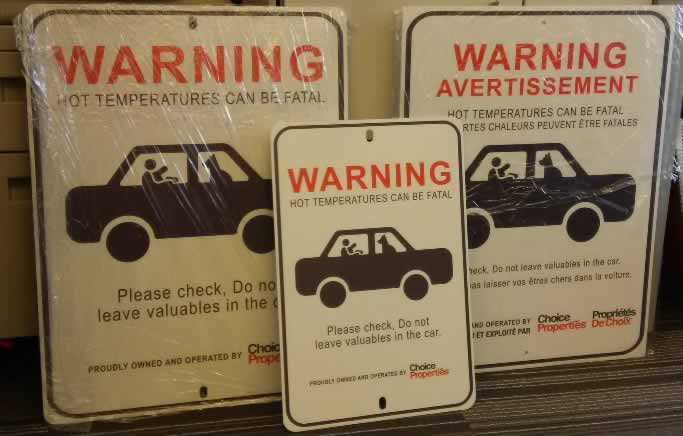 WARNING
HOT TEMPERATURES CAN BE FATAL
Please check, Do no
leave valuables in the
PROUDLY OWNED AND OPERATED BY Choic
Prope
WARNING
HOT TEMPERATURES CAN BE FATAL
Please check, Do not
leave valuables in the car.
PROUDLY OWNED AND OPERATED BY Choice
Properties
WARNING
AVERTISSEMENT
HOT TEMPERATURES CAN BE FATAL
RTES CHALEURS PEUVENT ÊTRE FATALES
heck, Do not leave valuables in the car.
pas laisser vos êtres chers dans la voiture.
AND OPERATED BY Choice Propriétés
ET EXPLOITÉ PAR Properties De Choix